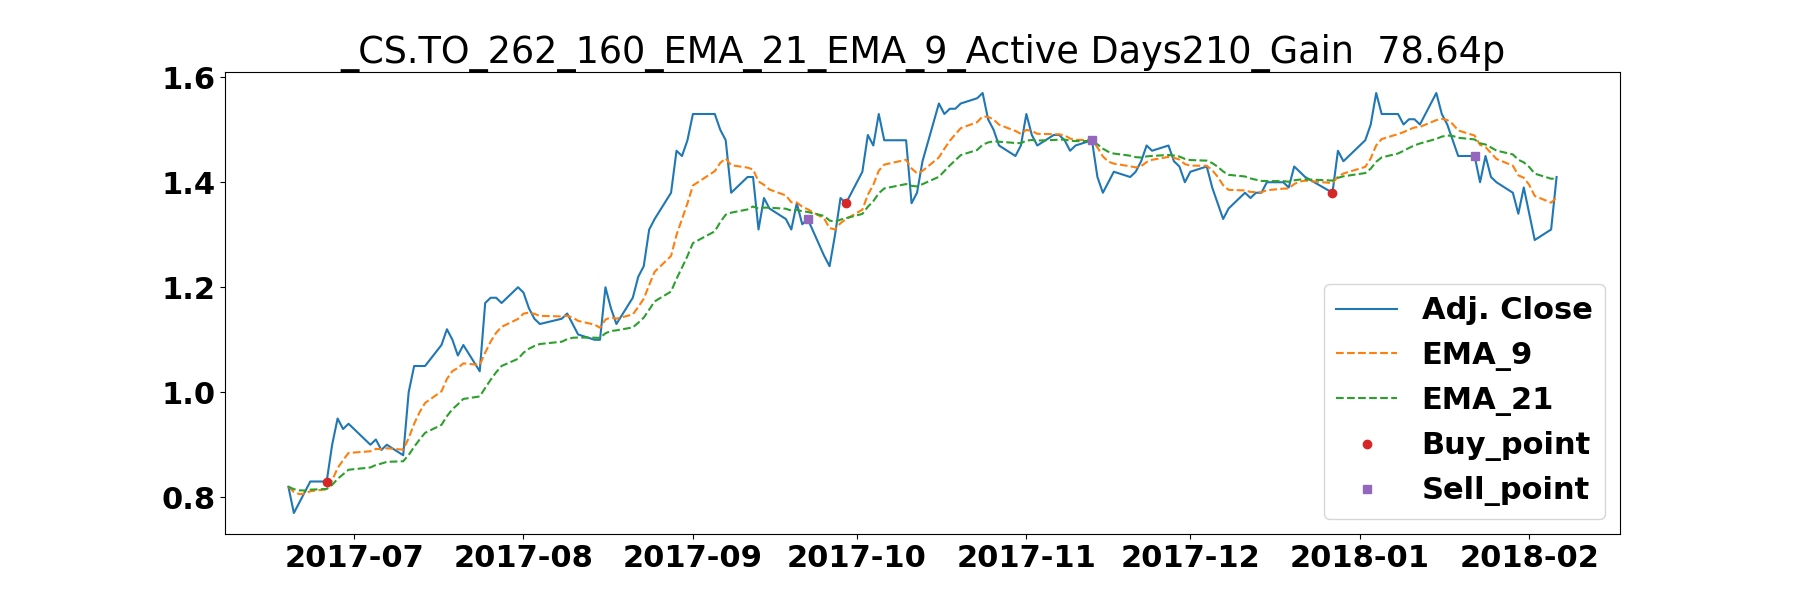 _CS.TO_262_160_EMA_21_EMA_9_Active Days210_Gain  78.64p
1.6
1.4
1.2
1.0
0.8
Adj. Close
EMA_9
EMA_21
Buy_point
Sell_point
2017-07 2017-08 2017-09 2017-10 2017-11 2017-12 2018-01 2018-02